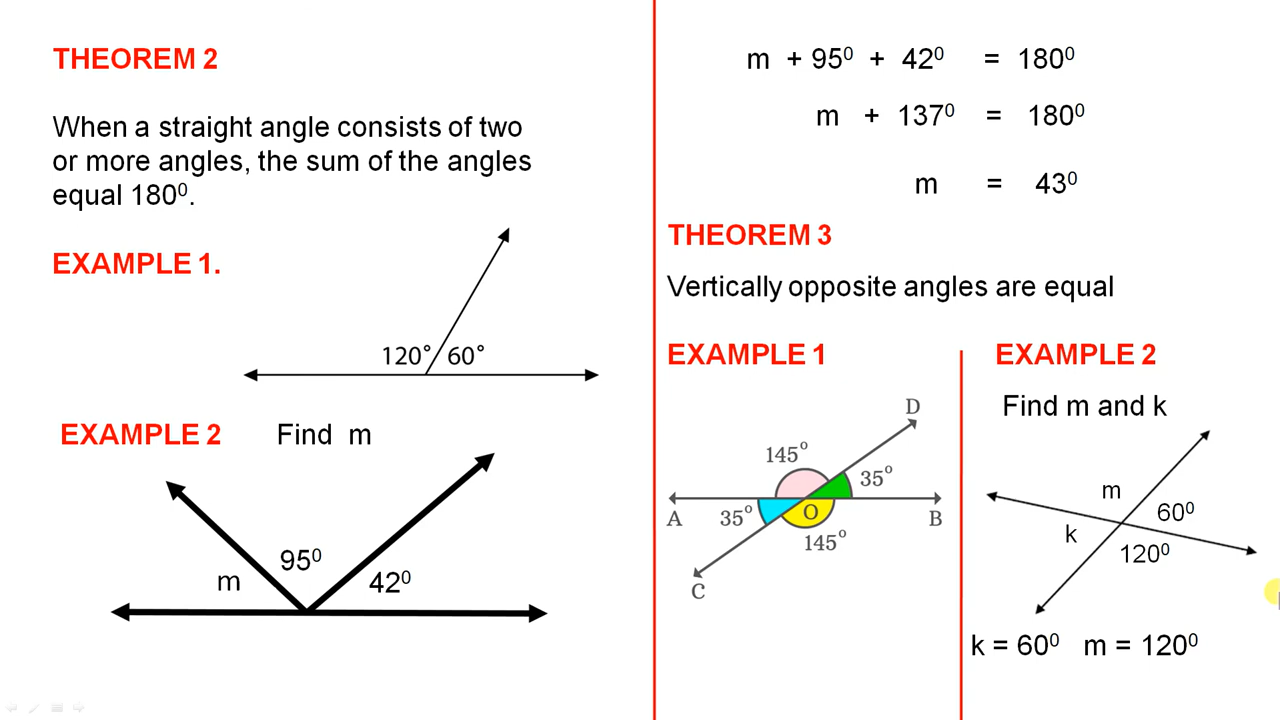 THEOREM 2
When a straight angle consists of two
or more angles, the sum of the angles
equal 180⁰.
EXAMPLE 1.
120° 60°
EXAMPLE 2 Find m
m 95⁰ 42⁰
m + 95⁰ + 42⁰ = 180⁰
m + 137⁰ = 180⁰
m = 43⁰
THEOREM 3
Vertically opposite angles are equal
EXAMPLE 1
D
145°
35°
A 35° O B
145°
C
EXAMPLE 2
Find m and k
m 60⁰
k 120⁰
k = 60⁰ m = 120⁰